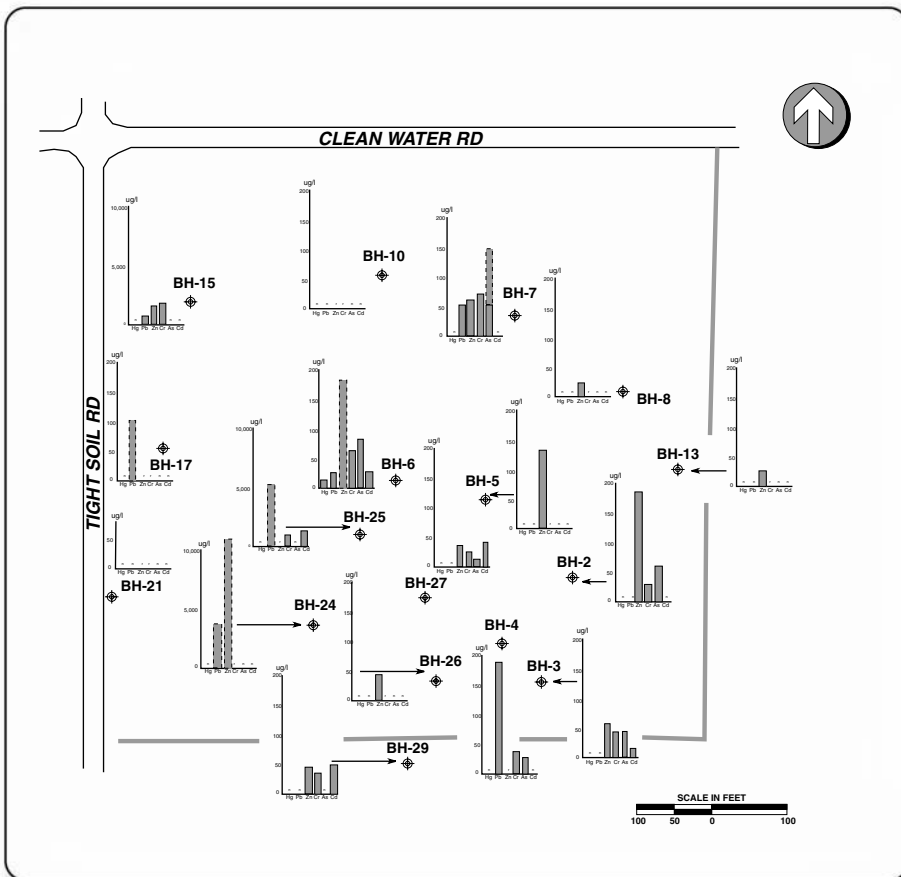 CLEAN WATER RD
TIGHT SOIL RD
ug/l
10,000
5,000
0
Hg Pb Zn Cr As Cd
BH-15
ug/l
200
150
100
50
0
Hg Pb Zn Cr As Cd
BH-10
ug/l
200
150
100
50
0
Hg Pb Zn Cr As Cd
BH-7
ug/l
200
150
100
50
0
Hg Pb Zn Cr As Cd
BH-8
ug/l
200
150
100
50
0
Hg Pb Zn Cr As Cd
BH-17
ug/l
200
150
100
50
0
Hg Pb Zn Cr As Cd
BH-6
ug/l
200
150
100
50
0
Hg Pb Zn Cr As Cd
BH-13
ug/l
10,000
5,000
0
Hg Pb Zn Cr As Cd
BH-25
ug/l
200
150
100
50
0
Hg Pb Zn Cr As Cd
BH-5
ug/l
200
150
100
50
0
Hg Pb Zn Cr As Cd
ug/l
200
150
100
50
0
Hg Pb Zn Cr As Cd
BH-2
ug/l
100
50
0
Hg Pb Zn Cr As Cd
BH-21
ug/l
10,000
5,000
0
Hg Pb Zn Cr As Cd
BH-24
BH-27
ug/l
200
150
100
50
0
Hg Pb Zn Cr As Cd
BH-26
BH-4
ug/l
200
150
100
50
0
Hg Pb Zn Cr As Cd
BH-3
ug/l
200
150
100
50
0
Hg Pb Zn Cr As Cd
ug/l
200
150
100
50
0
Hg Pb Zn Cr As Cd
BH-29
SCALE IN FEET
100 50 0 100